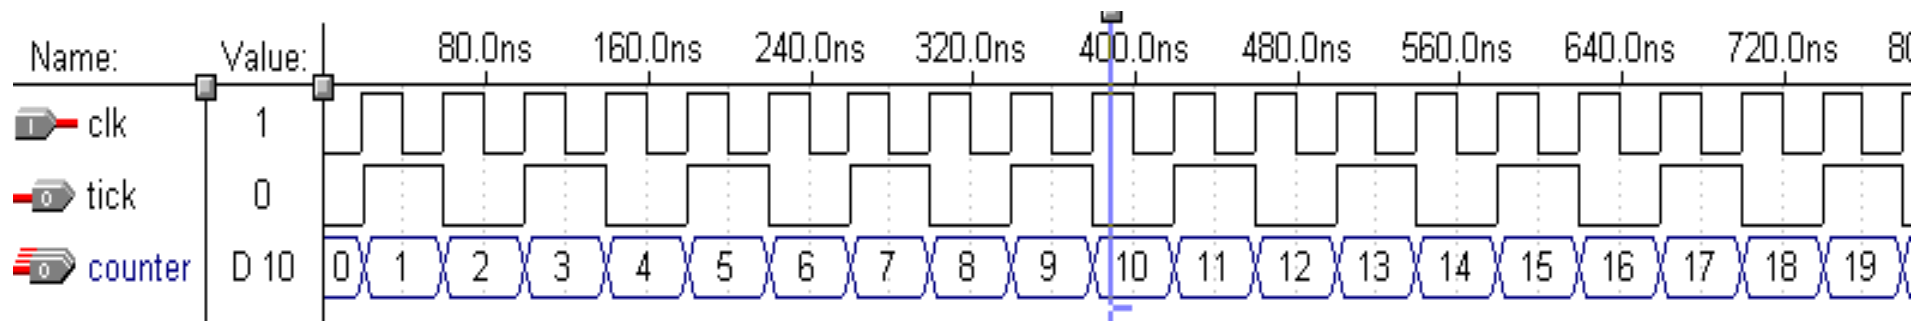 Name: Value: 80.0ns 160.0ns 240.0ns 320.0ns 400.0ns 480.0ns 560.0ns 640.0ns 720.0ns 80
I clk 1
O tick 0
O counter D 10 0 1 2 3 4 5 6 7 8 9 10 11 12 13 14 15 16 17 18 19